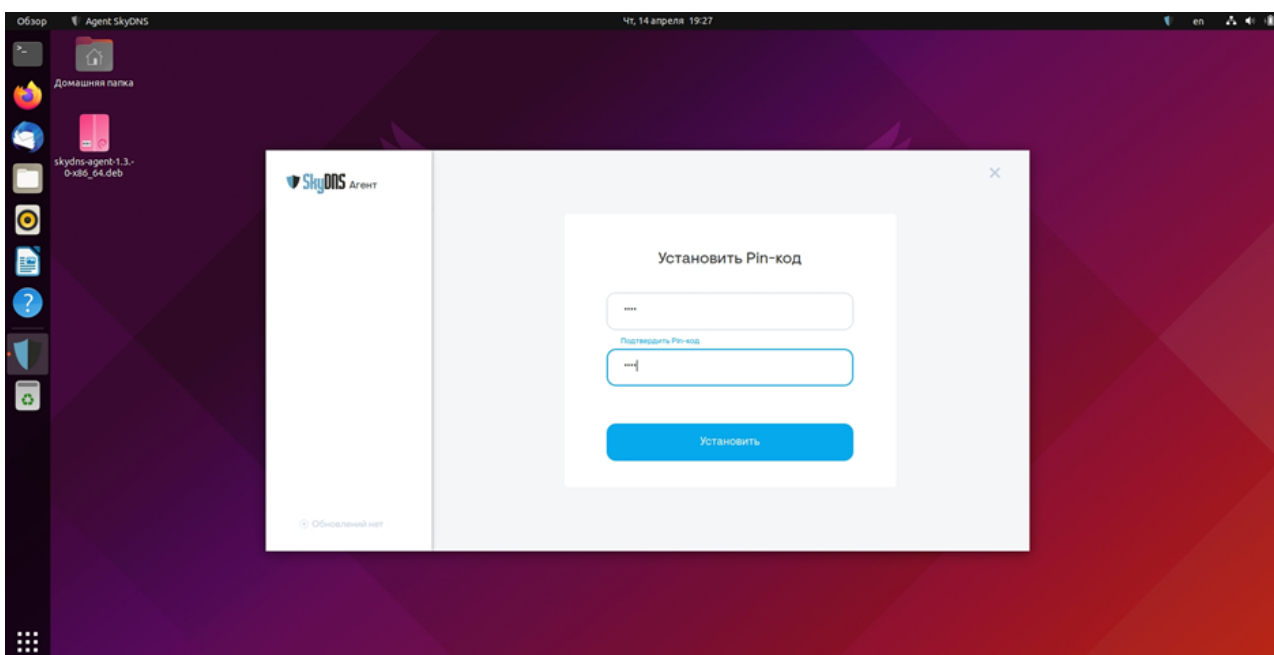 Обзор
Agent SkyDNS
Чт, 14 апреля 19:27
en
Домашняя папка
skydns-agent-1.3.-
0-x86_64.deb
SkyDNS Агент
Установить Pin-код
Подтвердить Pin-код
Установить
Обновлений нет